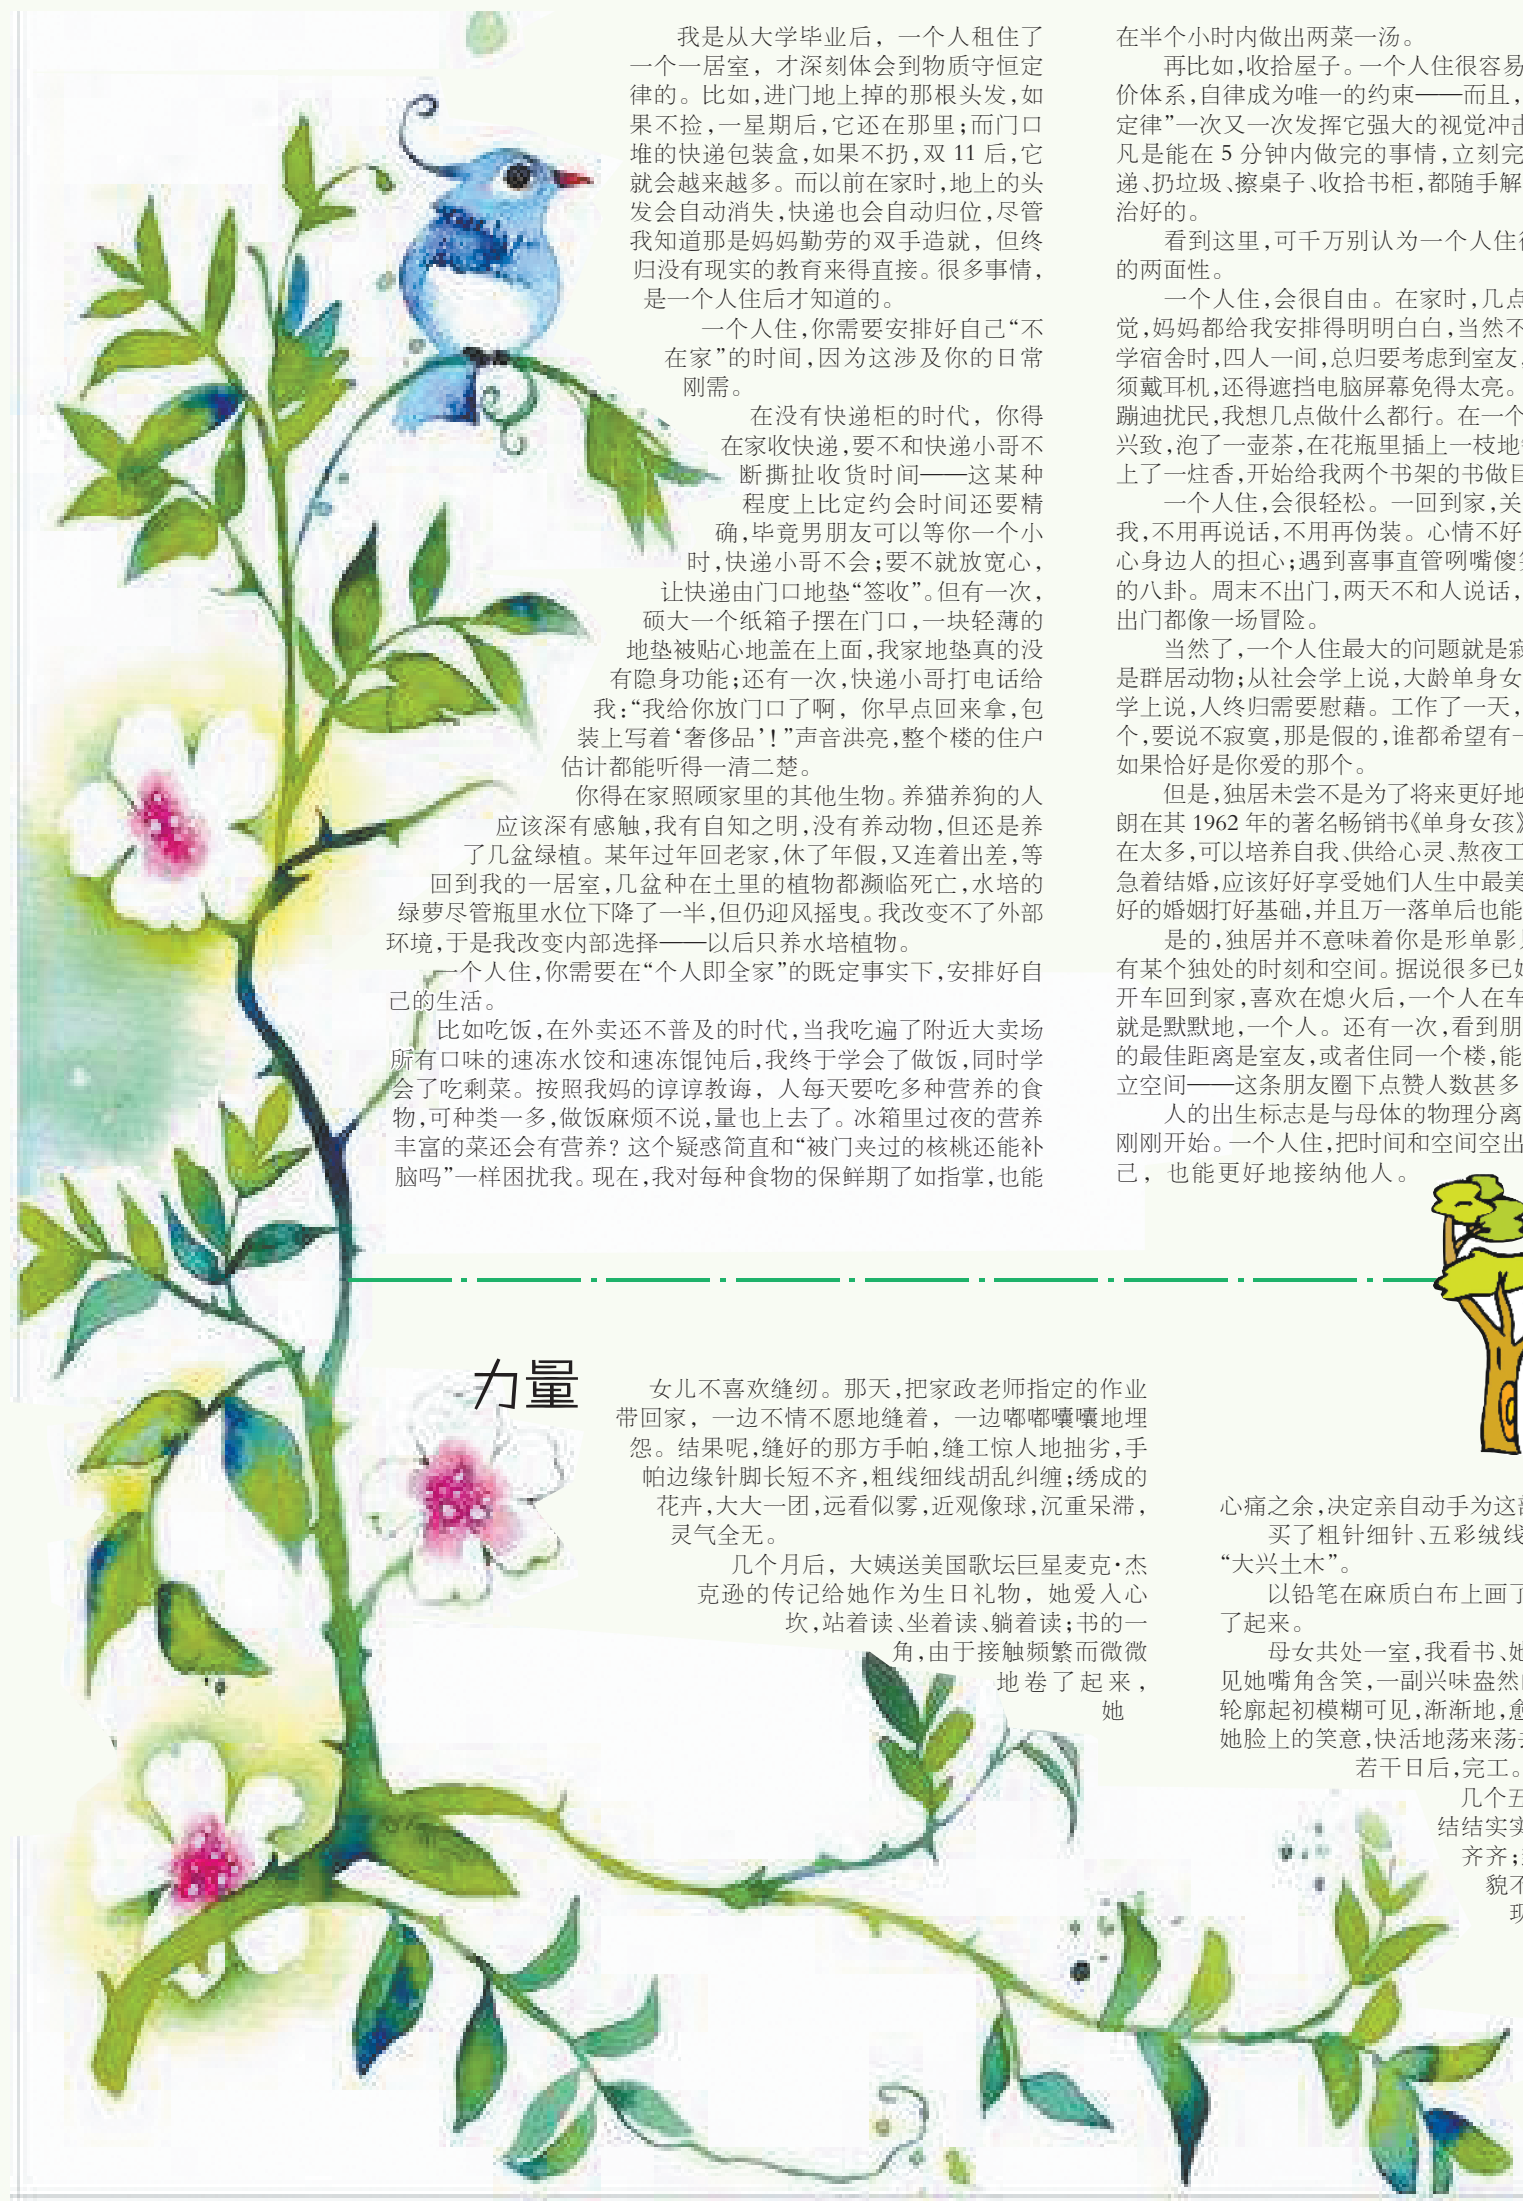 我是从大学毕业后，一个人租住了
一个一居室，才深刻体会到物质守恒定
律的。比如，进门地上掉的那根头发，如
果不捡，一星期后，它还在那里；而门口
堆的快递包装盒，如果不扔，双 11 后，它
就会越来越多。而以前在家时，地上的头
发会自动消失，快递也会自动归位，尽管
我知道那是妈妈勤劳的双手造就，但终
归没有现实的教育来得直接。很多事情，
是一个人住后才知道的。
一个人住，你需要安排好自己“不
在家”的时间，因为这涉及你的日常
刚需。
在没有快递柜的时代，你得
在家收快递，要不和快递小哥不
断撕扯收货时间——这某种
程度上比定约会时间还要精
确，毕竟男朋友可以等你一个小
时，快递小哥不会；要不就放宽心，
让快递由门口地垫“签收”。但有一次，
硕大一个纸箱子摆在门口，一块轻薄的
地垫被贴心地盖在上面，我家地垫真的没
有隐身功能；还有一次，快递小哥打电话给
我：“我给你放门口了啊，你早点回来拿，包
装上写着‘奢侈品’！”声音洪亮，整个楼的住户
估计都能听得一清二楚。
你得在家照顾家里的其他生物。养猫养狗的人
应该深有感触，我有自知之明，没有养动物，但还是养
了几盆绿植。某年过年回老家，休了年假，又连着出差，等
回到我的一居室，几盆种在土里的植物都濒临死亡，水培的
绿萝尽管瓶里水位下降了一半，但仍迎风摇曳。我改变不了外部
环境，于是我改变内部选择——以后只养水培植物。
一个人住，你需要在“个人即全家”的既定事实下，安排好自
己的生活。
比如吃饭，在外卖还不普及的时代，当我吃遍了附近大卖场
所有口味的速冻水饺和速冻馄饨后，我终于学会了做饭，同时学
会了吃剩菜。按照我妈的谆谆教诲，人每天要吃多种营养的食
物，可种类一多，做饭麻烦不说，量也上去了。冰箱里过夜的营养
丰富的菜还会有营养？这个疑惑简直和“被门夹过的核桃还能补
脑吗”一样困扰我。现在，我对每种食物的保鲜期了如指掌，也能
在半个小时内做出两菜一汤。
再比如，收拾屋子。一个人住很容易
价体系，自律成为唯一的约束——而且，
定律”一次又一次发挥它强大的视觉冲击
凡是能在 5 分钟内做完的事情，立刻完
递、扔垃圾、擦桌子、收拾书柜，都随手解
治好的。
看到这里，可千万别认为一个人住很
的两面性。
一个人住，会很自由。在家时，几点
觉，妈妈都给我安排得明明白白，当然不
学宿舍时，四人一间，总归要考虑到室友，
须戴耳机，还得遮挡电脑屏幕免得太亮。
蹦迪扰民，我想几点做什么都行。在一个
兴致，泡了一壶茶，在花瓶里插上一枝地
上了一炷香，开始给我两个书架的书做目
一个人住，会很轻松。一回到家，关
我，不用再说话，不用再伪装。心情不好
心身边人的担心；遇到喜事直管咧嘴傻笑
的八卦。周末不出门，两天不和人说话，
出门都像一场冒险。
当然了，一个人住最大的问题就是寂
是群居动物；从社会学上说，大龄单身女
学上说，人终归需要慰藉。工作了一天，
个，要说不寂寞，那是假的，谁都希望有一
如果恰好是你爱的那个。
但是，独居未尝不是为了将来更好地
朗在其 1962 年的著名畅销书《单身女孩》
在太多，可以培养自我、供给心灵、熬夜工
急着结婚，应该好好享受她们人生中最美
好的婚姻打好基础，并且万一落单后也能
是的，独居并不意味着你是形单影只
有某个独处的时刻和空间。据说很多已婚
开车回到家，喜欢在熄火后，一个人在车
就是默默地，一个人。还有一次，看到朋
的最佳距离是室友，或者住同一个楼，能
立空间——这条朋友圈下点赞人数甚多
人的出生标志是与母体的物理分离
刚刚开始。一个人住，把时间和空间空出
己，也能更好地接纳他人。
力量
女儿不喜欢缝纫。那天，把家政老师指定的作业
带回家，一边不情不愿地缝着，一边嘟嘟囔囔地埋
怨。结果呢，缝好的那方手帕，缝工惊人地拙劣，手
帕边缘针脚长短不齐，粗线细线胡乱纠缠；绣成的
花卉，大大一团，远看似雾，近观像球，沉重呆滞，
灵气全无。
几个月后，大姨送美国歌坛巨星麦克·杰
克逊的传记给她作为生日礼物，她爱入心
坎，站着读、坐着读、躺着读；书的一
角，由于接触频繁而微微
地卷了起来，
她
心痛之余，决定亲自动手为这部
买了粗针细针、五彩绒线
“大兴土木”。
以铅笔在麻质白布上画了
了起来。
母女共处一室，我看书、她
见她嘴角含笑，一副兴味盎然
轮廓起初模糊可见，渐渐地，愈
她脸上的笑意，快活地荡来荡去
若干日后，完工。
几个五
结结实实
齐齐；
貌不
现